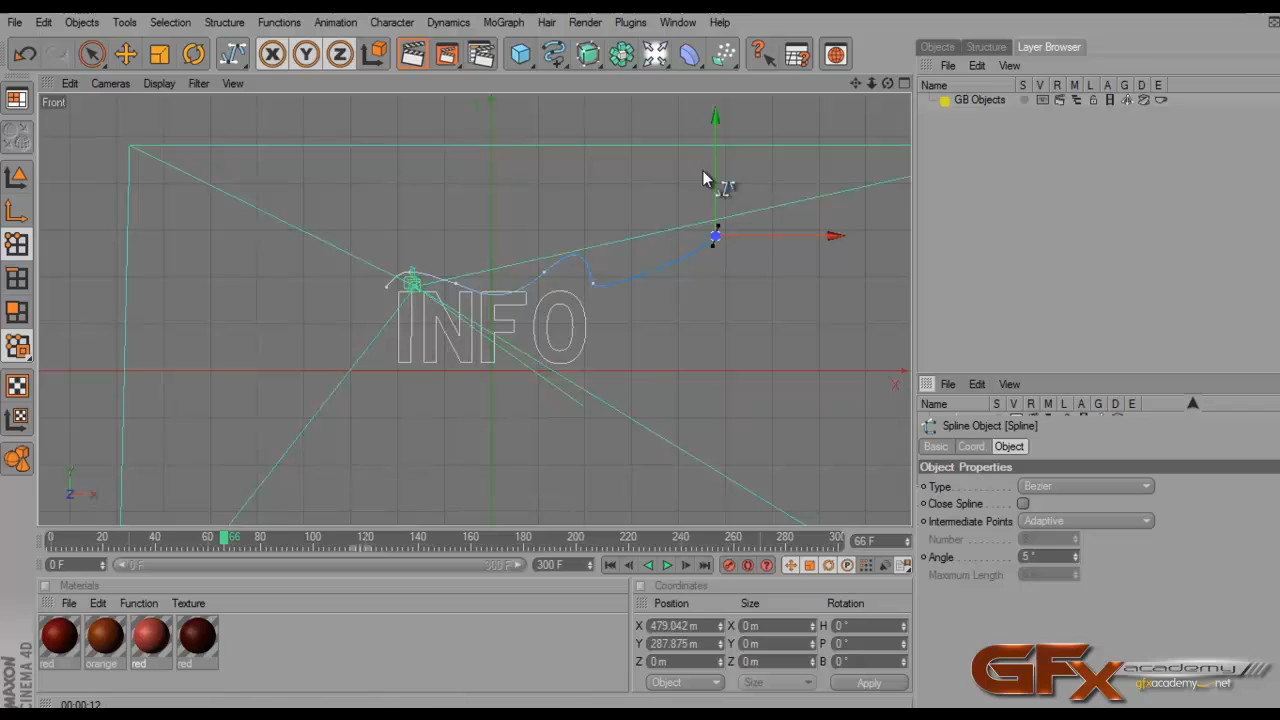 File Edit Objects Tools Selection Structure Functions Animation Character Dynamics MoGraph Hair Render Plugins Window Help
X Y Z
Objects Structure Layer Browser
File Edit View
Name S V R M L A G D E
GB Objects
Edit Cameras Display Filter View
Front
INFO
X
Y
Z X
File Edit View
Name S V R M L A G D E
Spline Object [Spline]
Basic Coord. Object
Object Properties
Type Bezier
Close Spline
Intermediate Points Adaptive
Number
Angle 5 °
Maximum Length
0 20 40 66 80 100 120 140 160 180 200 220 240 260 280 300 66 F
0 F 0 F 300 F 300 F
Materials
File Edit Function Texture
red orange red red
Coordinates
Position Size Rotation
X 479.042 m X 0 m H 0 °
Y 287.875 m Y 0 m P 0 °
Z 0 m Z 0 m B 0 °
Object Size Apply
MAXON
CINEMA 4D
00:00:12
GFx academy
gfxacademy.net